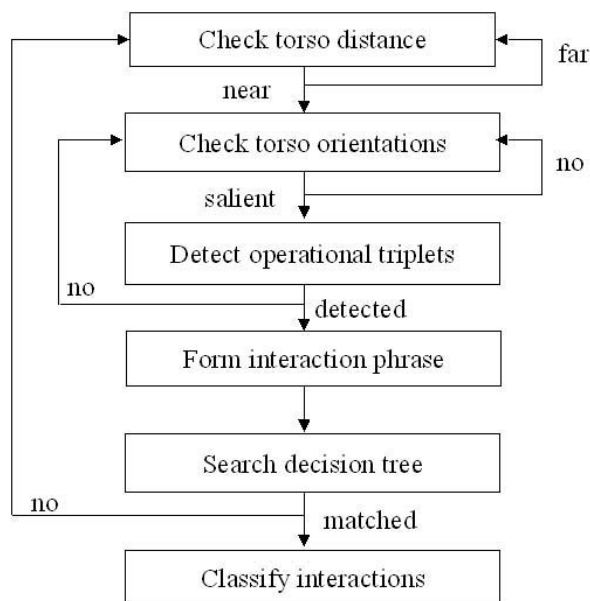 Check torso distance
far
near
Check torso orientations
no
salient
Detect operational triplets
no
detected
Form interaction phrase
Search decision tree
no
matched
Classify interactions